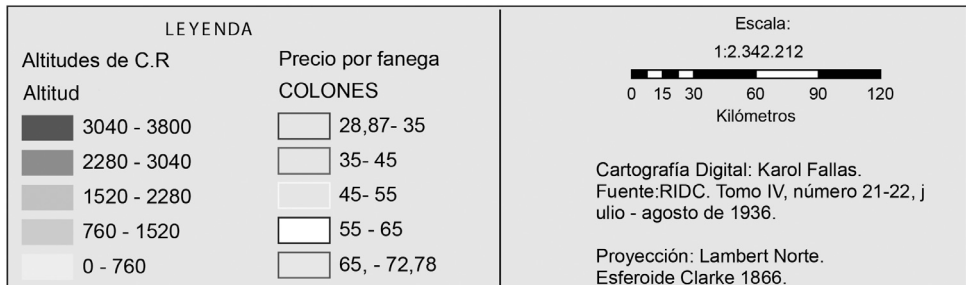 LEYENDA
Altitudes de C.R
Altitud
3040 - 3800
2280 - 3040
1520 - 2280
760 - 1520
0 - 760
Precio por fanega
COLONES
28,87- 35
35- 45
45- 55
55 - 65
65, - 72,78
Escala:
1:2.342.212
0 15 30 60 90 120
Kilómetros
Cartografía Digital: Karol Fallas.
Fuente:RIDC. Tomo IV, número 21-22, j
ulio - agosto de 1936.
Proyección: Lambert Norte.
Esferoide Clarke 1866.